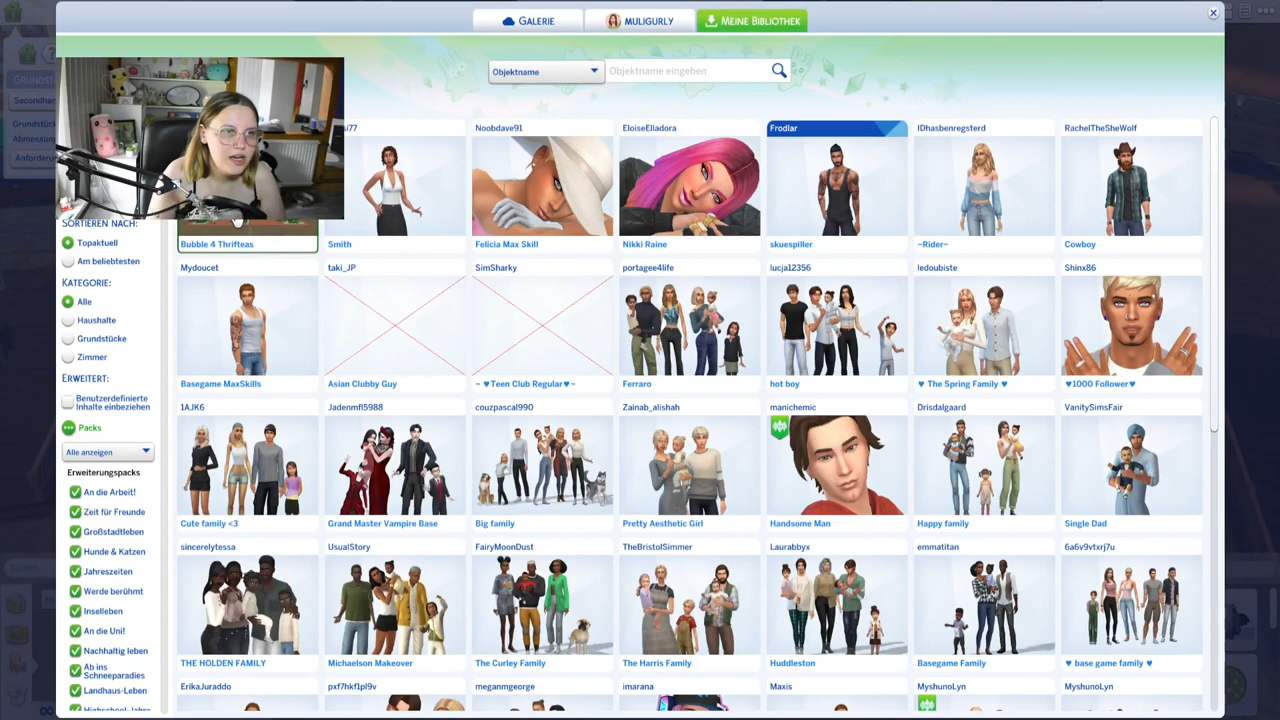 GALERIE
MULIGURLY
MEINE BIBLIOTHEK
Objektname
Objektname eingeben
SORTIEREN NACH:
Topaktuell
Am beliebtesten
KATEGORIE:
Alle
Haushalte
Grundstücke
Zimmer
ERWEITERT:
Benutzerdefinierte
Inhalte einbeziehen
Packs
Alle anzeigen
Erweiterungspacks
An die Arbeit!
Zeit für Freunde
Großstadtleben
Hunde & Katzen
Jahreszeiten
Werde berühmt
Inselleben
An die Uni!
Nachhaltig leben
Ab ins
Schneeparadies
Landhaus-Leben
Highschool-Jahre
Noobdave91
EloiseElladora
Frodlar
IDhasbenregsterd
RachelTheSheWolf
Bubble 4 Thrifteas
Smith
Felicia Max Skill
Nikki Raine
skuespiller
~Rider~
Cowboy
Mydoucet
taki_JP
SimSharky
portagee4life
lucja12356
ledoubiste
Shinx86
Basegame MaxSkills
Asian Clubby Guy
~ ♥Teen Club Regular♥~
Ferraro
hot boy
♥ The Spring Family ♥
♥1000 Follower♥
1AJK6
Jadenmfl5988
couzpascal990
Zainab_alishah
manichemic
Drisdalgaard
VanitySimsFair
Cute family <3
Grand Master Vampire Base
Big family
Pretty Aesthetic Girl
Handsome Man
Happy family
Single Dad
sincerelytessa
UsualStory
FairyMoonDust
TheBristolSimmer
Laurabbyx
emmatitan
6a6v9vtxrj7u
THE HOLDEN FAMILY
Michaelson Makeover
The Curley Family
The Harris Family
Huddleston
Basegame Family
♥ base game family ♥
ErikaJuraddo
pxf7hkf1pl9v
meganmgeorge
imarana
Maxis
MyshunoLyn
MyshunoLyn